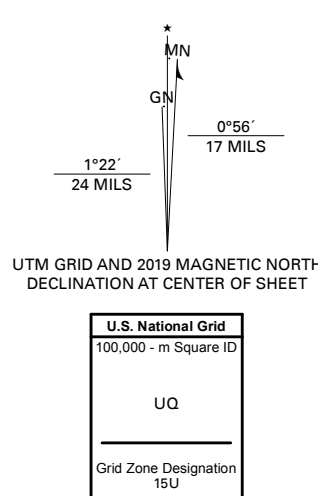 ★
MN
GN
0°56´
17 MILS
1°22´
24 MILS
UTM GRID AND 2019 MAGNETIC NORTH
DECLINATION AT CENTER OF SHEET
U.S. National Grid
100,000 - m Square ID
UQ
Grid Zone Designation
15U